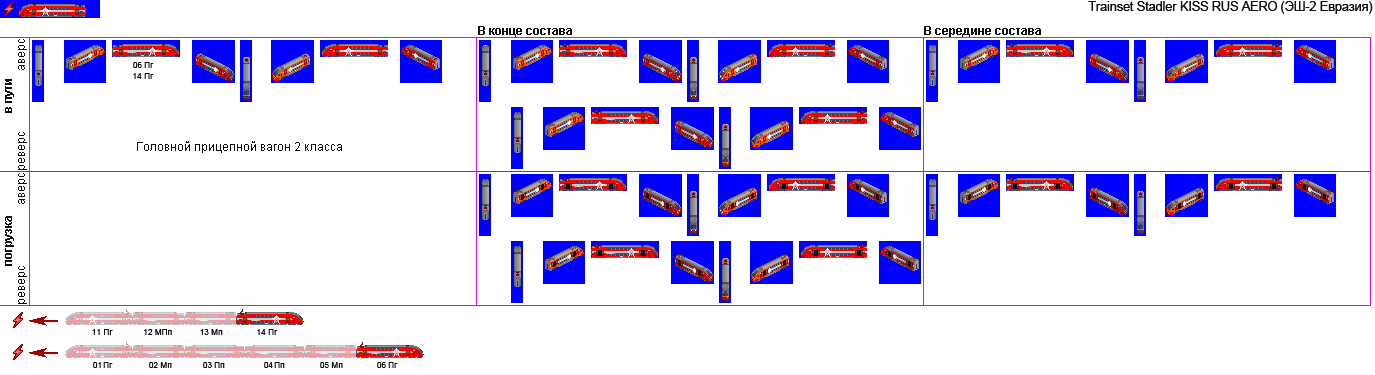 Trainset Stadler KISS RUS AERO (ЭШ-2 Евразия)
В конце состава
В середине состава
в пути
аверс
реверс
06 Пг
14 Пг
Головной прицепной вагон 2 класса
погрузка
аверс
реверс
11 Пг 12 МПп 13 Мп 14 Пг
01 Пг 02 Мп 03 Пп 04 Пп 05 Мп 06 Пг